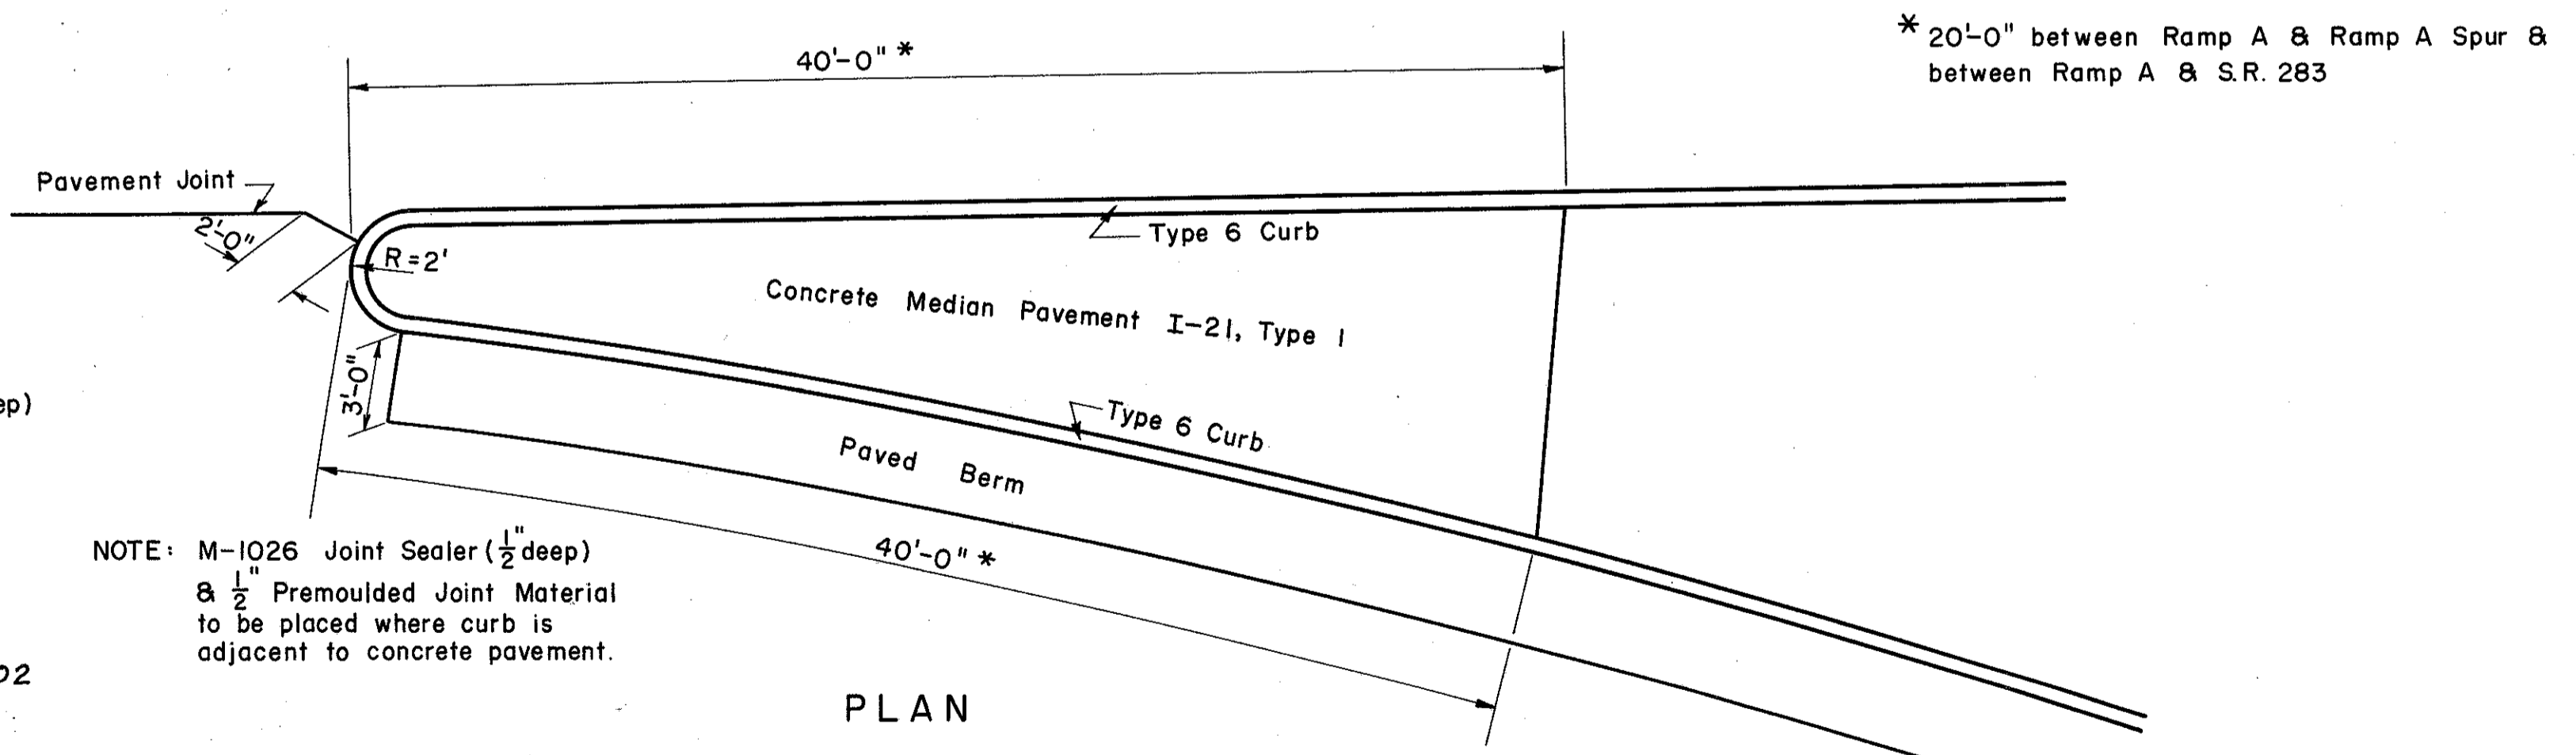 * 20'-0" between Ramp A & Ramp A Spur &
between Ramp A & S.R. 283
40'-0" *
Pavement Joint
2'-0"
R=2'
Type 6 Curb
Concrete Median Pavement I-21, Type 1
3'-0"
ep)
Type 6 Curb
Paved Berm
40'-0" *
NOTE: M-1026 Joint Sealer (1/2" deep)
& 1/2" Premoulded Joint Material
to be placed where curb is
adjacent to concrete pavement.
02
PLAN